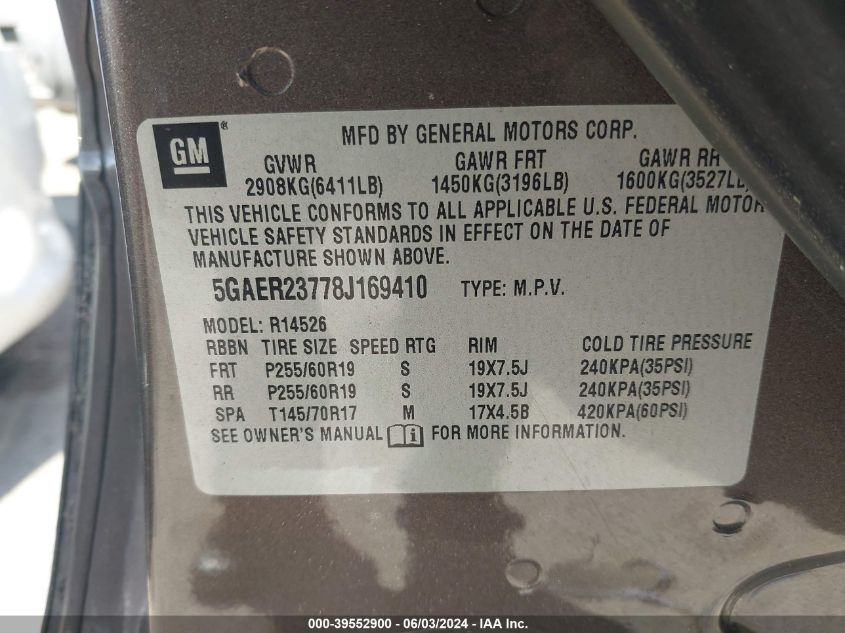 GM®
MFD BY GENERAL MOTORS CORP.
GVWR GAWR FRT GAWR RR
2908KG(6411LB) 1450KG(3196LB) 1600KG(3527LB)
THIS VEHICLE CONFORMS TO ALL APPLICABLE U.S. FEDERAL MOTOR
VEHICLE SAFETY STANDARDS IN EFFECT ON THE DATE OF
MANUFACTURE SHOWN ABOVE.
5GAER23778J169410 TYPE: M.P.V.
MODEL: R14526
RBBN TIRE SIZE SPEED RTG RIM COLD TIRE PRESSURE
FRT P255/60R19 S 19X7.5J 240KPA(35PSI)
RR P255/60R19 S 19X7.5J 240KPA(35PSI)
SPA T145/70R17 M 17X4.5B 420KPA(60PSI)
SEE OWNER'S MANUAL i FOR MORE INFORMATION.
000-39552900 - 06/03/2024 - IAA Inc.